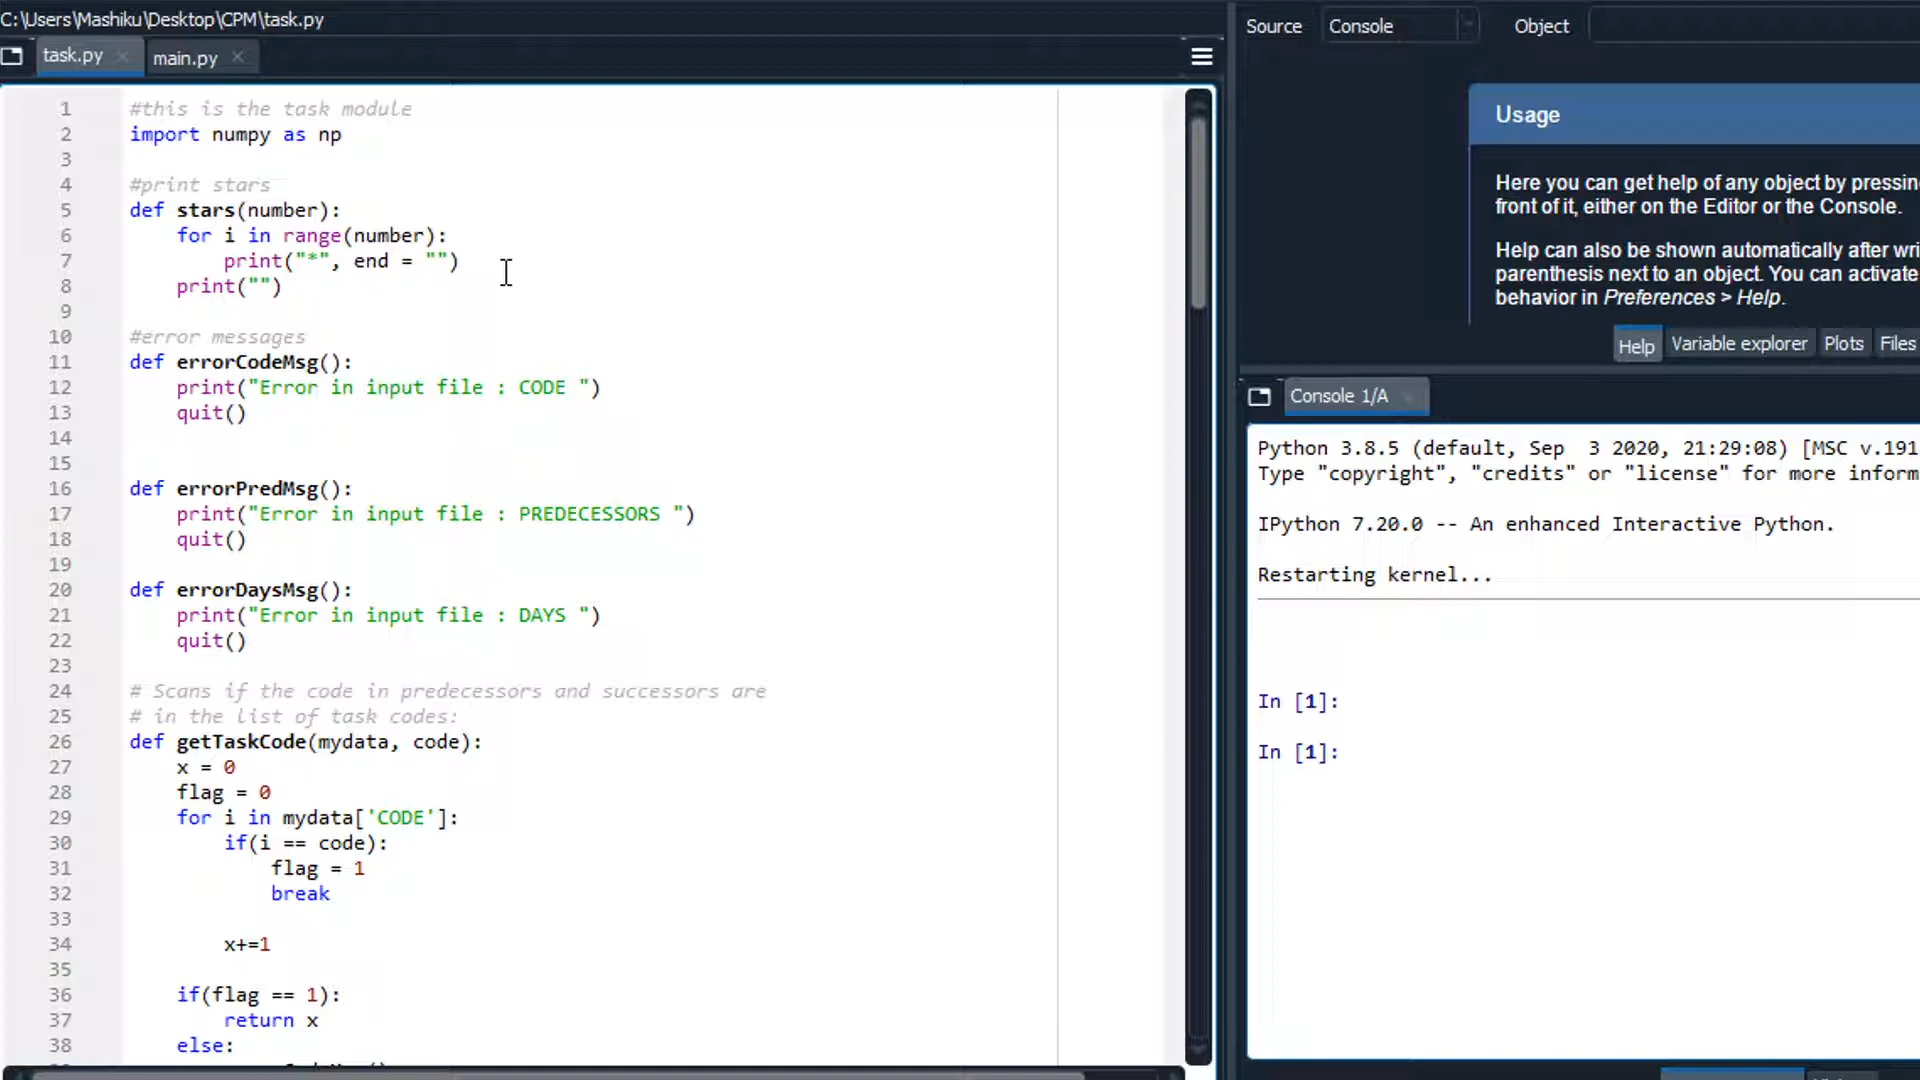 C:\Users\Mashiku\Desktop\CPM\task.py
task.py
main.py
1 #this is the task module
2 import numpy as np
3
4 #print stars
5 def stars(number):
6     for i in range(number):
7         print("*", end = "")
8     print("")
9
10 #error messages
11 def errorCodeMsg():
12     print("Error in input file : CODE ")
13     quit()
14
15
16 def errorPredMsg():
17     print("Error in input file : PREDECESSORS ")
18     quit()
19
20 def errorDaysMsg():
21     print("Error in input file : DAYS ")
22     quit()
23
24 # Scans if the code in predecessors and successors are
25 # in the list of task codes:
26 def getTaskCode(mydata, code):
27     x = 0
28     flag = 0
29     for i in mydata['CODE']:
30         if(i == code):
31             flag = 1
32             break
33
34         x+=1
35
36     if(flag == 1):
37         return x
38     else:
Source Console Object
Usage
Here you can get help of any object by pressing
front of it, either on the Editor or the Console.
Help can also be shown automatically after wri
parenthesis next to an object. You can activate
behavior in Preferences > Help.
Help Variable explorer Plots Files
Console 1/A
Python 3.8.5 (default, Sep  3 2020, 21:29:08) [MSC v.191
Type "copyright", "credits" or "license" for more inform
IPython 7.20.0 -- An enhanced Interactive Python.
Restarting kernel...
In [1]:
In [1]: